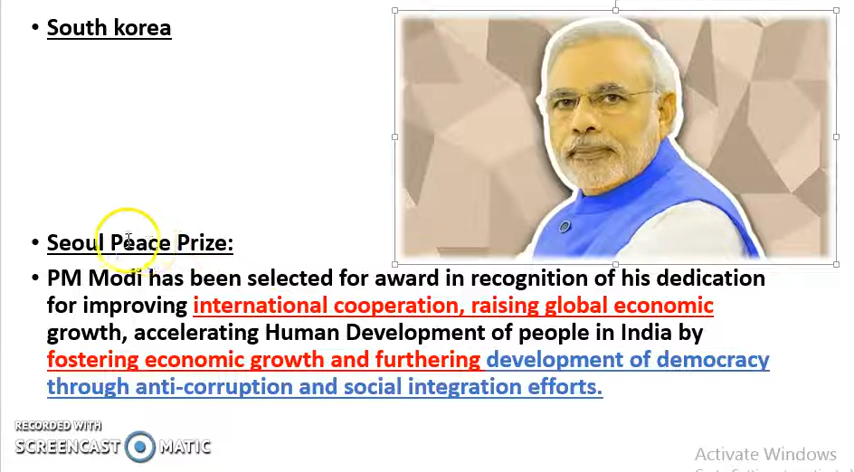 • South korea
• Seoul Peace Prize:
• PM Modi has been selected for award in recognition of his dedication
for improving international cooperation, raising global economic
growth, accelerating Human Development of people in India by
fostering economic growth and furthering development of democracy
through anti-corruption and social integration efforts.
RECORDED WITH
SCREENCAST MATIC
Activate Windows